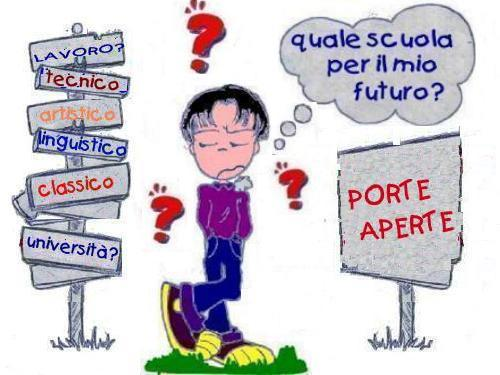 LAVORO?
tecnico
artistico
linguistico
classico
università?
quale scuola
per il mio
futuro?
PORTE
APERTE
? 
?
?